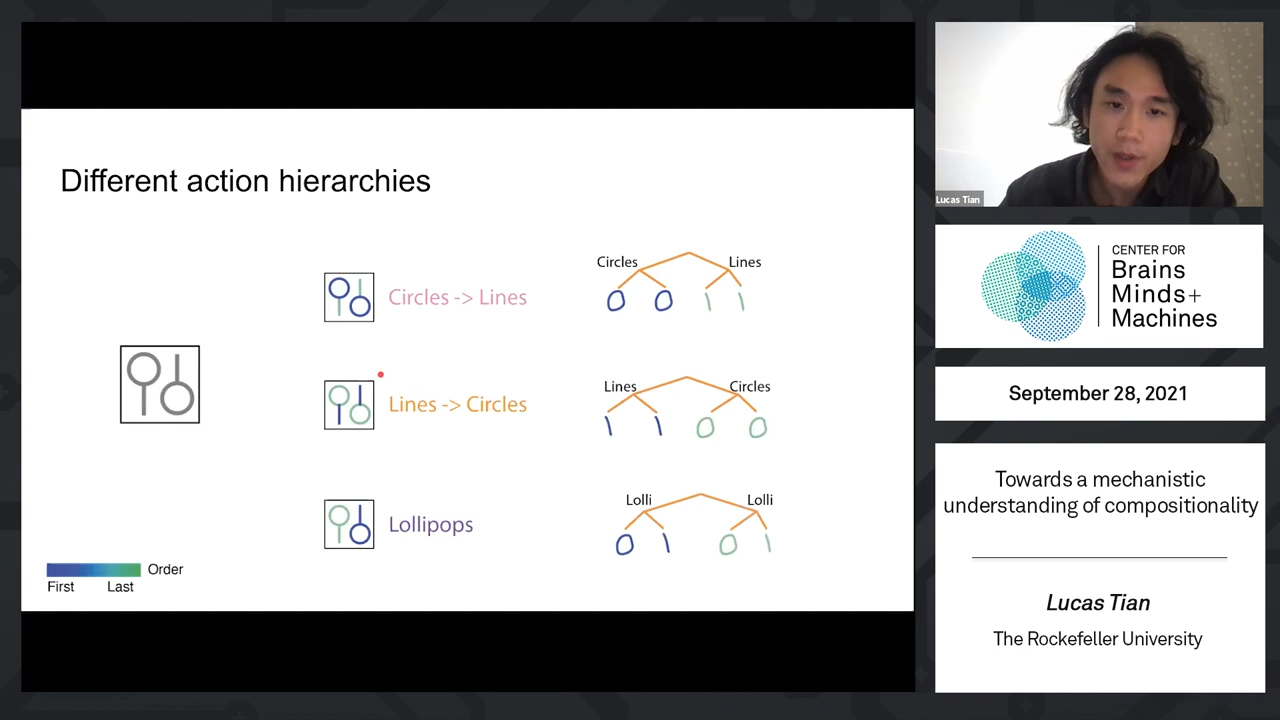 Different action hierarchies
Circles -> Lines
Circles
Lines
Lines -> Circles
Lines
Circles
Lollipops
Lolli
Lolli
Order
First
Last
Lucas Tian
CENTER FOR
Brains
Minds+
Machines
September 28, 2021
Towards a mechanistic
understanding of compositionality
Lucas Tian
The Rockefeller University